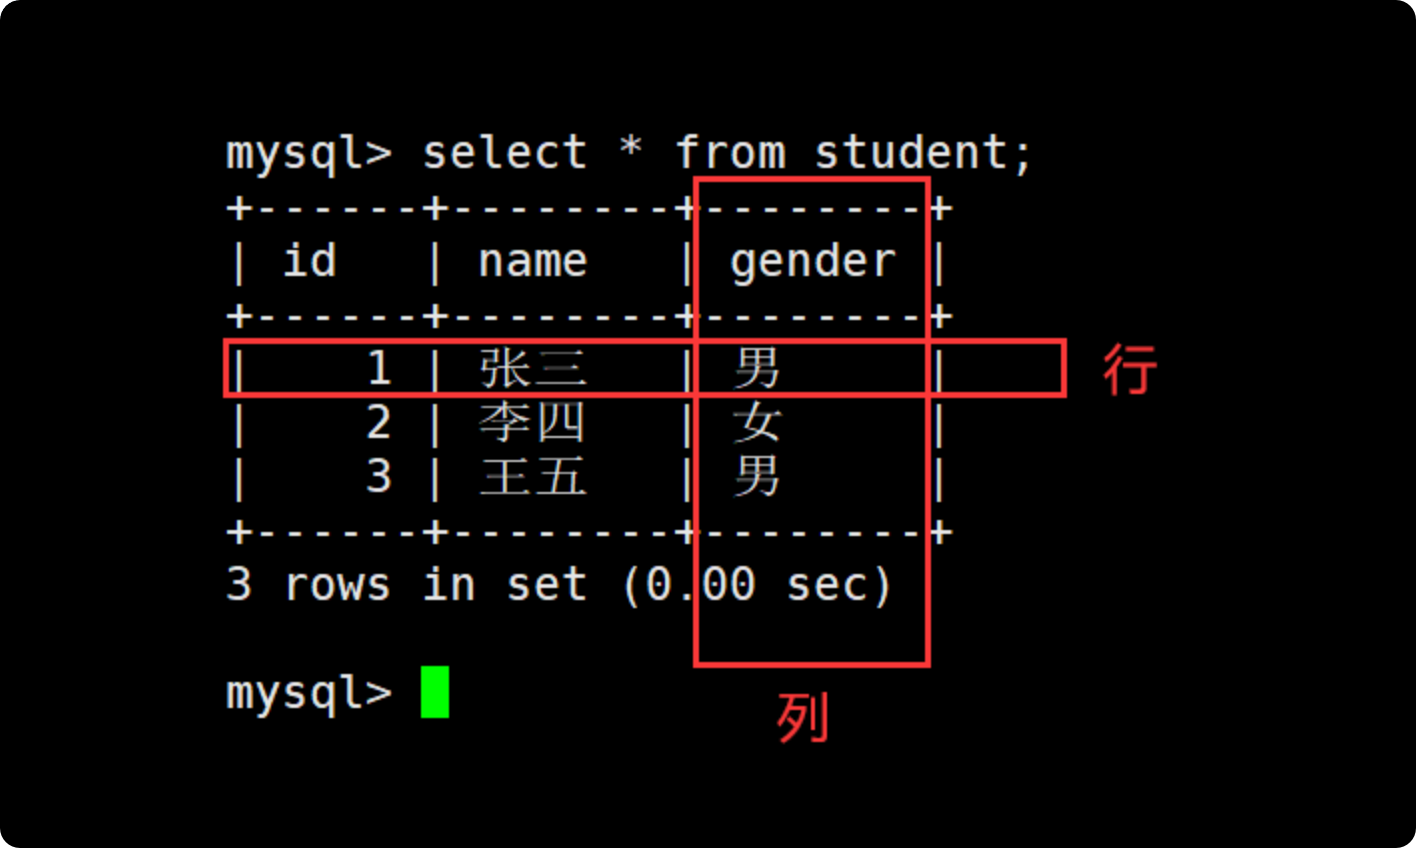 mysql> select * from student;
+------+--------+--------+
| id   | name   | gender |
+------+--------+--------+
|    1 | 张三   | 男     | 行
|    2 | 李四   | 女     |
|    3 | 王五   | 男     |
+------+--------+--------+
3 rows in set (0.00 sec)
mysql>
列